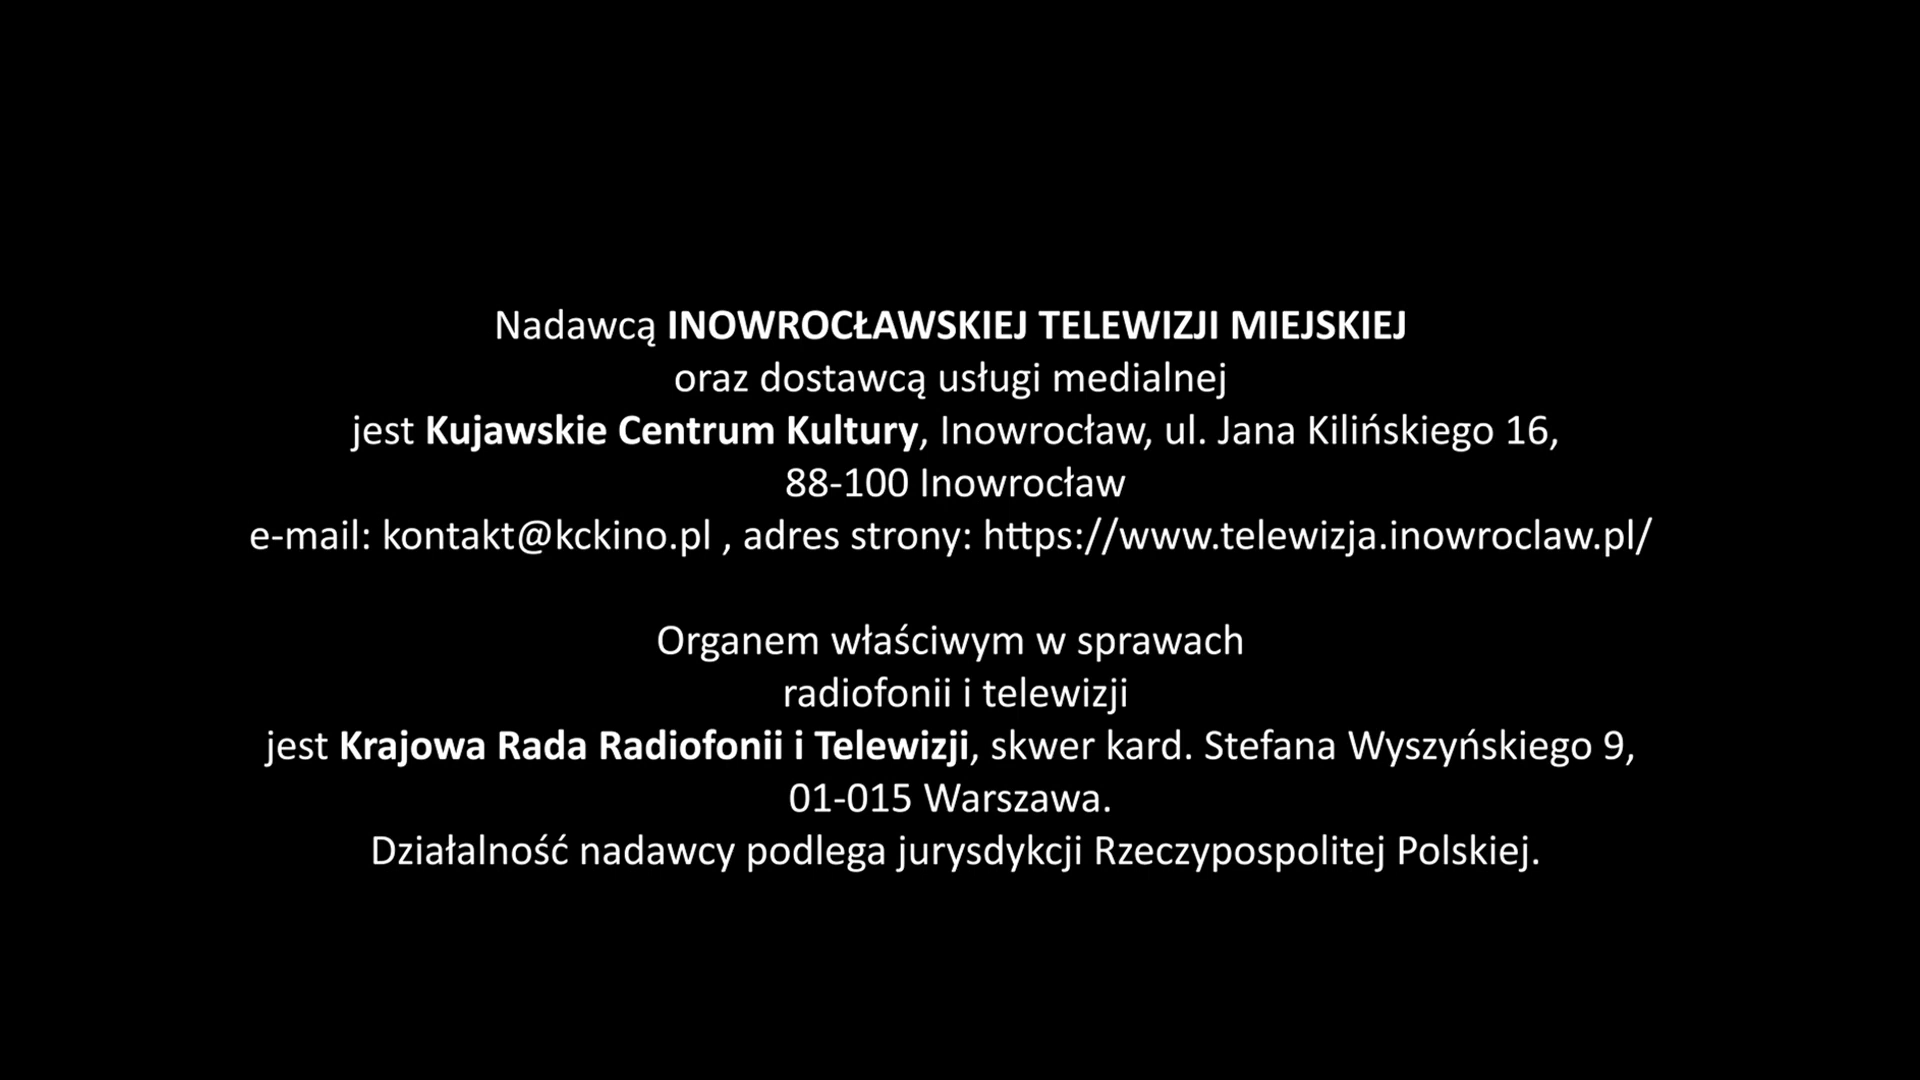 Nadawcą INOWROCŁAWSKIEJ TELEWIZJI MIEJSKIEJ
oraz dostawcą usługi medialnej
jest Kujawskie Centrum Kultury, Inowrocław, ul. Jana Kilińskiego 16,
88-100 Inowrocław
e-mail: kontakt@kckino.pl , adres strony: https://www.telewizja.inowroclaw.pl/
Organem właściwym w sprawach
radiofonii i telewizji
jest Krajowa Rada Radiofonii i Telewizji, skwer kard. Stefana Wyszyńskiego 9,
01-015 Warszawa.
Działalność nadawcy podlega jurysdykcji Rzeczypospolitej Polskiej.